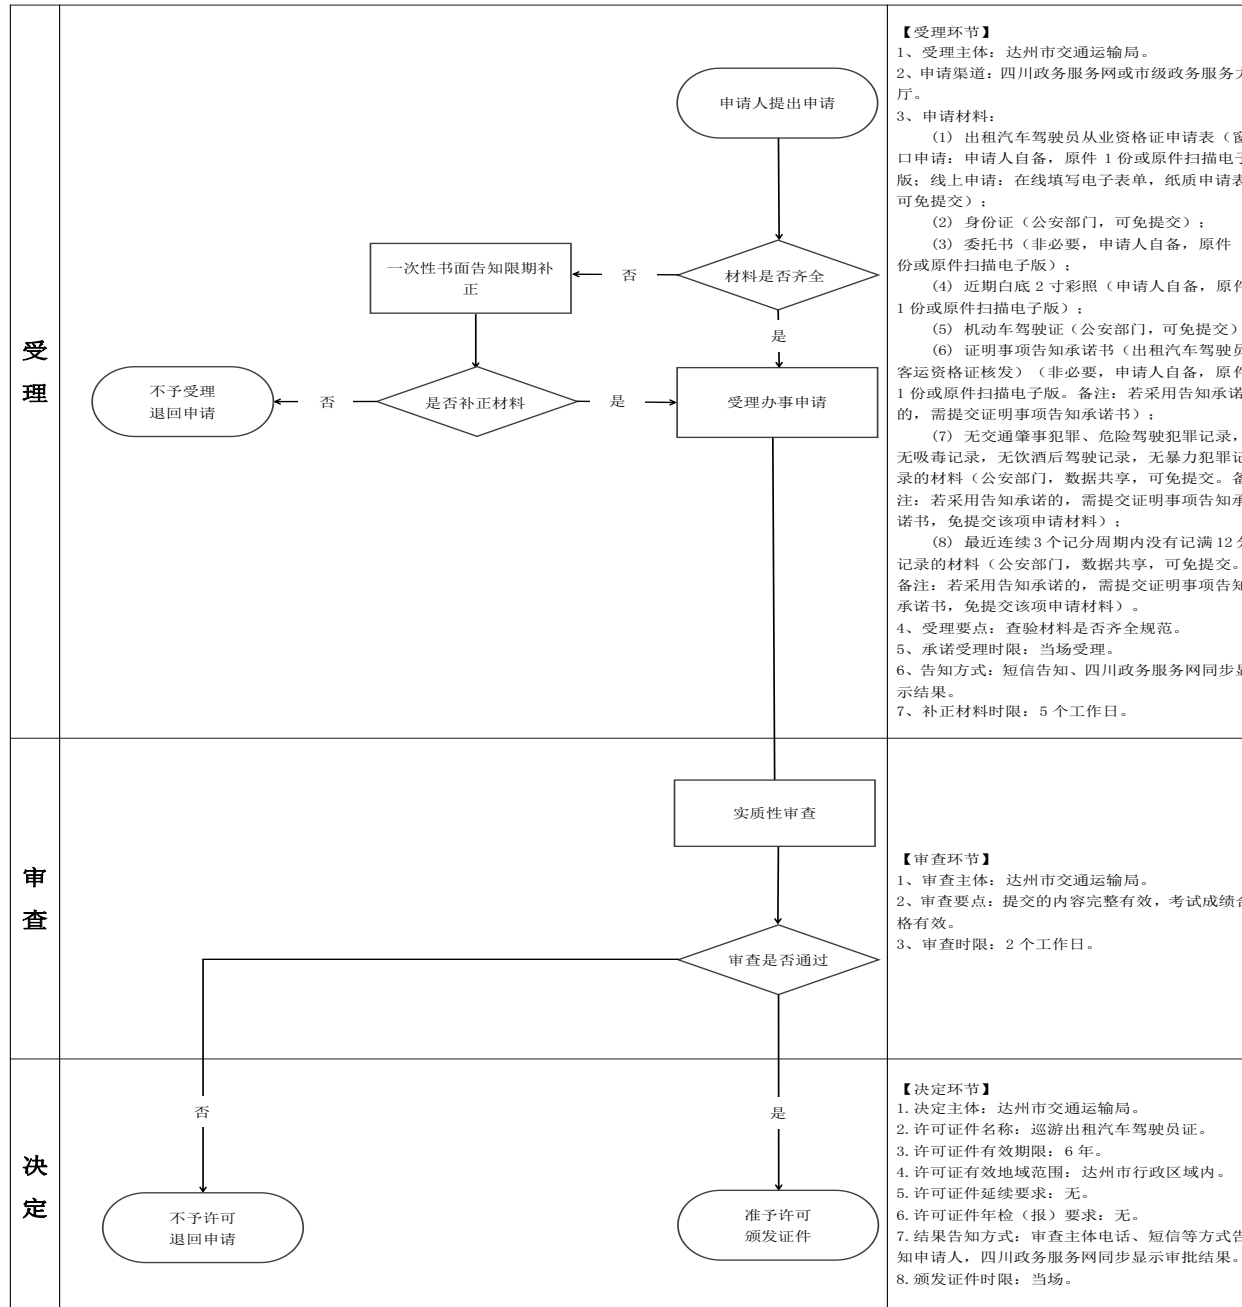 受
理
申请人提出申请
材料是否齐全
否
一次性书面告知限期补
正
是
是否补正材料
否
不予受理
退回申请
是
受理办事申请
【受理环节】
1、受理主体：达州市交通运输局。
2、申请渠道：四川政务服务网或市级政务服务大
厅。
3、申请材料：
（1）出租汽车驾驶员从业资格证申请表（窗
口申请：申请人自备，原件 1 份或原件扫描电子
版；线上申请：在线填写电子表单，纸质申请表
可免提交）；
（2）身份证（公安部门，可免提交）；
（3）委托书（非必要，申请人自备，原件
份或原件扫描电子版）；
（4）近期白底 2 寸彩照（申请人自备，原件
1 份或原件扫描电子版）；
（5）机动车驾驶证（公安部门，可免提交）
（6）证明事项告知承诺书（出租汽车驾驶员
客运资格证核发）（非必要，申请人自备，原件
1 份或原件扫描电子版。备注：若采用告知承诺
的，需提交证明事项告知承诺书）；
（7）无交通肇事犯罪、危险驾驶犯罪记录，
无吸毒记录，无饮酒后驾驶记录，无暴力犯罪记
录的材料（公安部门，数据共享，可免提交。备
注：若采用告知承诺的，需提交证明事项告知承
诺书，免提交该项申请材料）；
（8）最近连续 3 个记分周期内没有记满 12 分
记录的材料（公安部门，数据共享，可免提交。
备注：若采用告知承诺的，需提交证明事项告知
承诺书，免提交该项申请材料）。
4、受理要点：查验材料是否齐全规范。
5、承诺受理时限：当场受理。
6、告知方式：短信告知、四川政务服务网同步显
示结果。
7、补正材料时限：5 个工作日。
审
查
实质性审查
审查是否通过
【审查环节】
1、审查主体：达州市交通运输局。
2、审查要点：提交的内容完整有效，考试成绩合
格有效。
3、审查时限：2 个工作日。
决
定
否
是
不予许可
退回申请
准予许可
颁发证件
【决定环节】
1.决定主体：达州市交通运输局。
2.许可证件名称：巡游出租汽车驾驶员证。
3.许可证件有效期限：6 年。
4.许可证有效地域范围：达州市行政区域内。
5.许可证件延续要求：无。
6.许可证件年检（报）要求：无。
7.结果告知方式：审查主体电话、短信等方式告
知申请人，四川政务服务网同步显示审批结果。
8.颁发证件时限：当场。